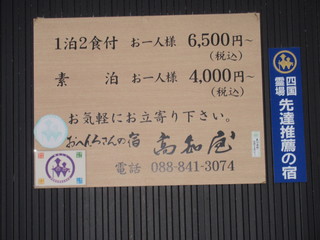 1泊2食付 お一人様 6,500円~
(税込)
素泊 お一人様 4,000円~
(税込)
お気軽にお立寄り下さい。
おへんろさんの宿 高知屋
電話 088-841-3074
四国霊場 先達推薦の宿